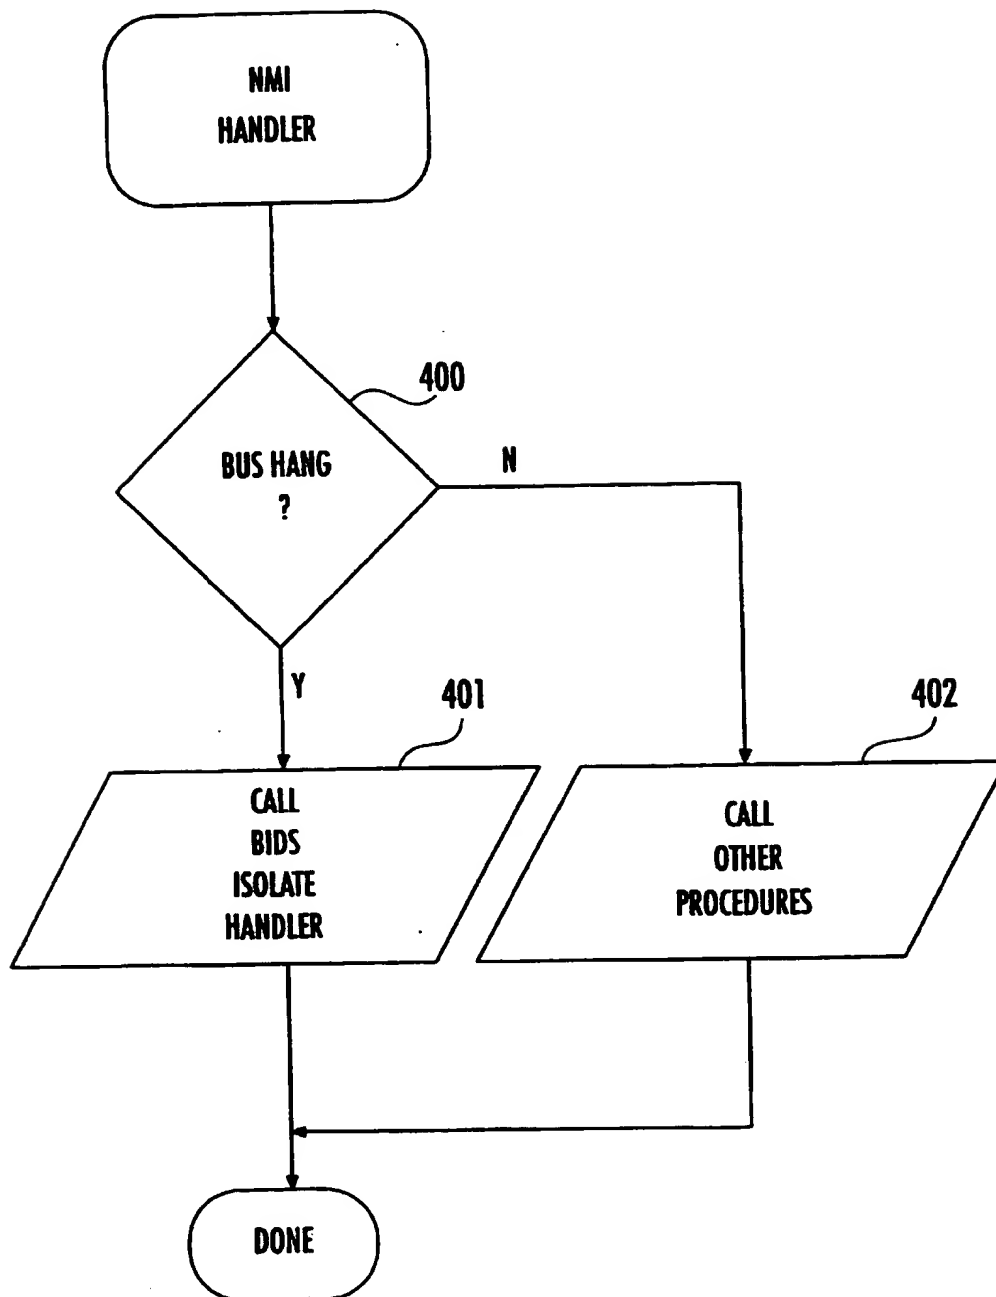 NMI
HANDLER
400
BUS HANG
?
N
Y
401
402
CALL
BIDS
ISOLATE
HANDLER
CALL
OTHER
PROCEDURES
DONE